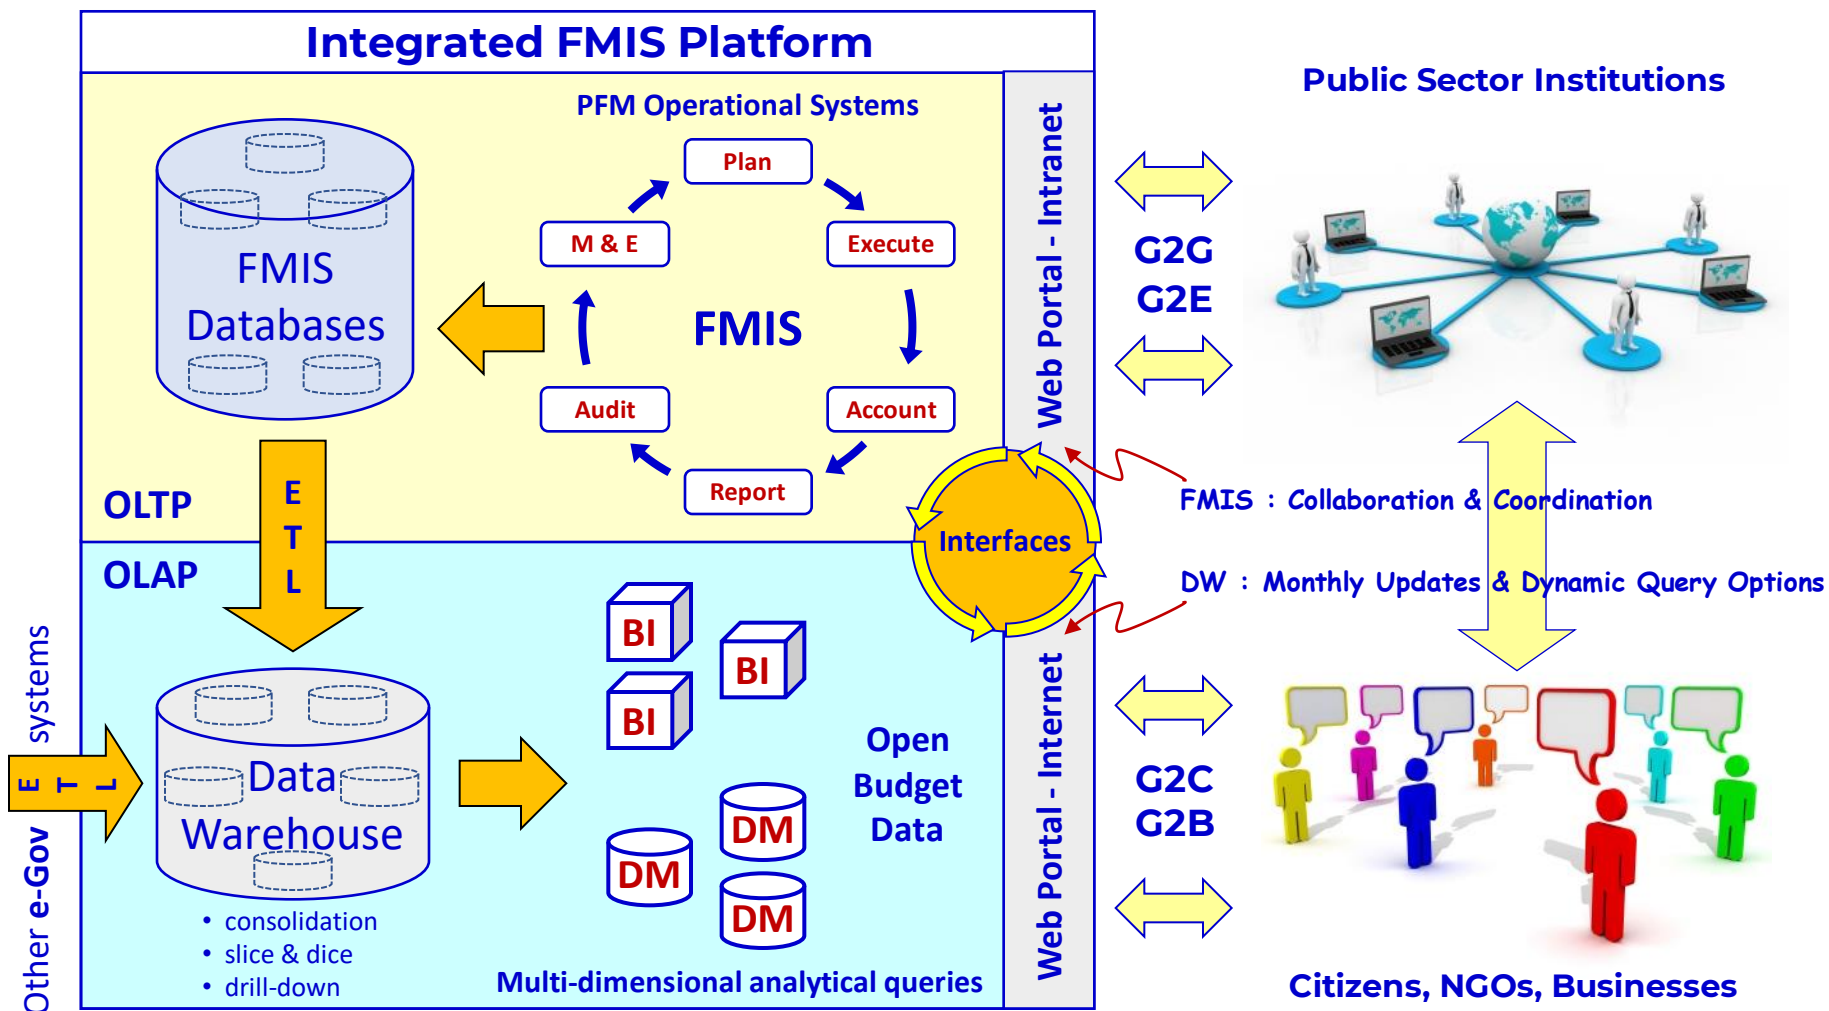 Integrated FMIS Platform
Public Sector Institutions
PFM Operational Systems
Plan
Execute
Account
Report
Audit
M & E
FMIS
FMIS
Databases
OLTP
E
T
L
Web Portal - Intranet
G2G
G2E
Interfaces
FMIS : Collaboration & Coordination
DW : Monthly Updates & Dynamic Query Options
OLAP
Other e-Gov systems
E T L
Data
Warehouse
• consolidation
• slice & dice
• drill-down
BI
BI
BI
DM
DM
DM
Open
Budget
Data
Multi-dimensional analytical queries
Web Portal - Internet
G2C
G2B
Citizens, NGOs, Businesses